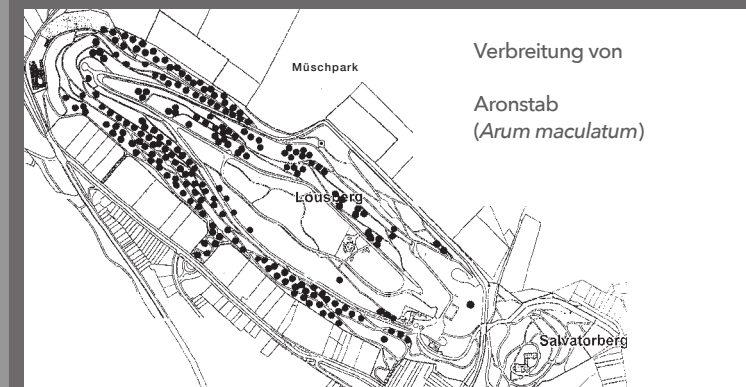 Verbreitung von
Aronstab
(Arum maculatum)
Müschpark
Lousberg
Salvatorberg